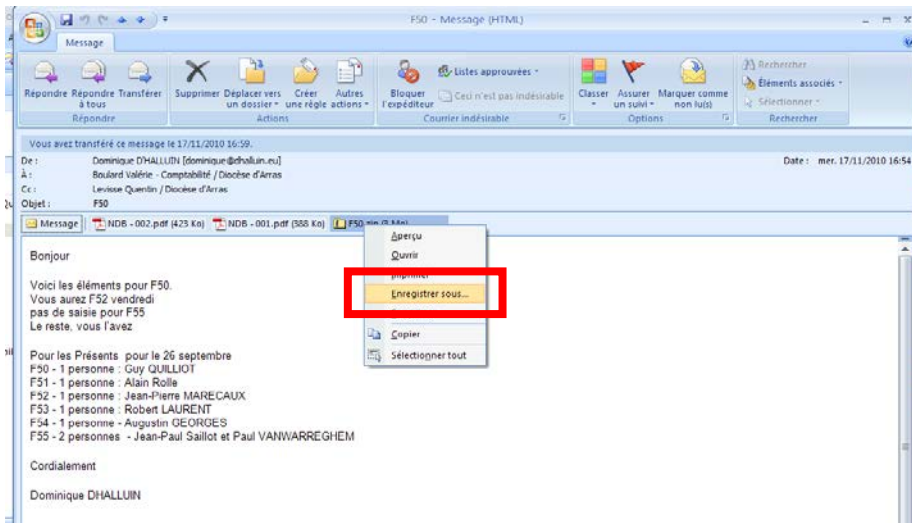 F50 - Message (HTML)
Message
Répondre Répondre à tous Transférer
Supprimer Déplacer vers un dossier Créer une règle Autres actions
Bloquer l'expéditeur Listes approuvées
Ceci n'est pas indésirable
Classer Assurer un suivi Marquer comme non lu(s)
Rechercher
Éléments associés
Sélectionner
Répondre Actions Courrier indésirable Options Rechercher
Vous avez transféré ce message le 17/11/2010 16:59.
De : Dominique D'HALLUIN [dominique@dhalluin.eu] Date : mer. 17/11/2010 16:54
À : Boulard Valérie - Comptabilité / Diocèse d'Arras
Cc : Levisse Quentin / Diocèse d'Arras
Objet : F50
Message NDB - 002.pdf (423 Ko) NDB - 001.pdf (388 Ko) F50.zip (3 Mo)
Aperçu
Ouvrir
Imprimer
Enregistrer sous...
Copier
Sélectionner tout
Bonjour
Voici les éléments pour F50.
Vous aurez F52 vendredi
pas de saisie pour F55
Le reste, vous l'avez
Pour les Présents pour le 26 septembre
F50 - 1 personne : Guy QUILLIOT
F51 - 1 personne : Alain Rolle
F52 - 1 personne : Jean-Pierre MARECAUX
F53 - 1 personne : Robert LAURENT
F54 - 1 personne - Augustin GEORGES
F55 - 2 personnes - Jean-Paul Saillot et Paul VANWARREGHEM
Cordialement
Dominique DHALLUIN